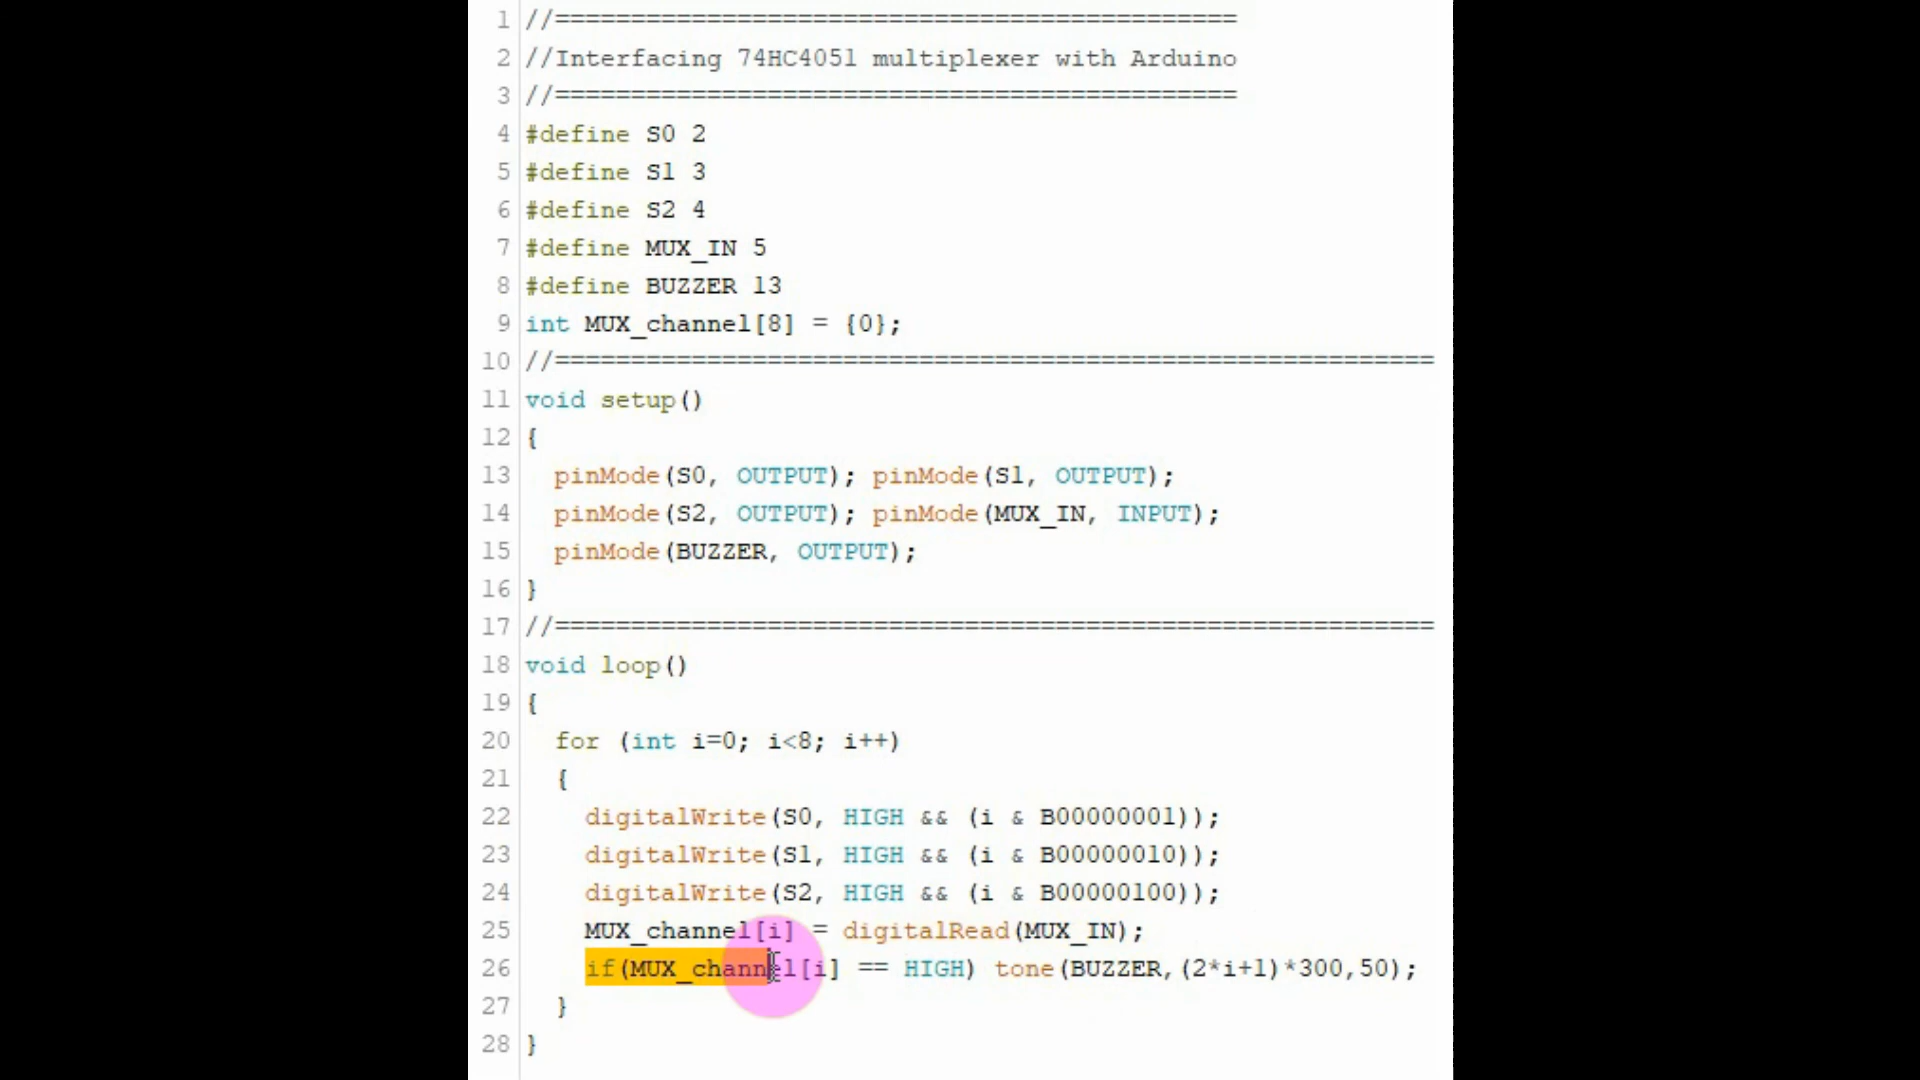 1 //=============================================
2 //Interfacing 74HC4051 multiplexer with Arduino
3 //=============================================
4 #define S0 2
5 #define S1 3
6 #define S2 4
7 #define MUX_IN 5
8 #define BUZZER 13
9 int MUX_channel[8] = {0};
10 //==========================================================
11 void setup()
12 {
13   pinMode(S0, OUTPUT); pinMode(S1, OUTPUT);
14   pinMode(S2, OUTPUT); pinMode(MUX_IN, INPUT);
15   pinMode(BUZZER, OUTPUT);
16 }
17 //==========================================================
18 void loop()
19 {
20   for (int i=0; i<8; i++)
21   {
22     digitalWrite(S0, HIGH && (i & B00000001));
23     digitalWrite(S1, HIGH && (i & B00000010));
24     digitalWrite(S2, HIGH && (i & B00000100));
25     MUX_channel[i] = digitalRead(MUX_IN);
26     if(MUX_channel[i] == HIGH) tone(BUZZER,(2*i+1)*300,50);
27   }
28 }